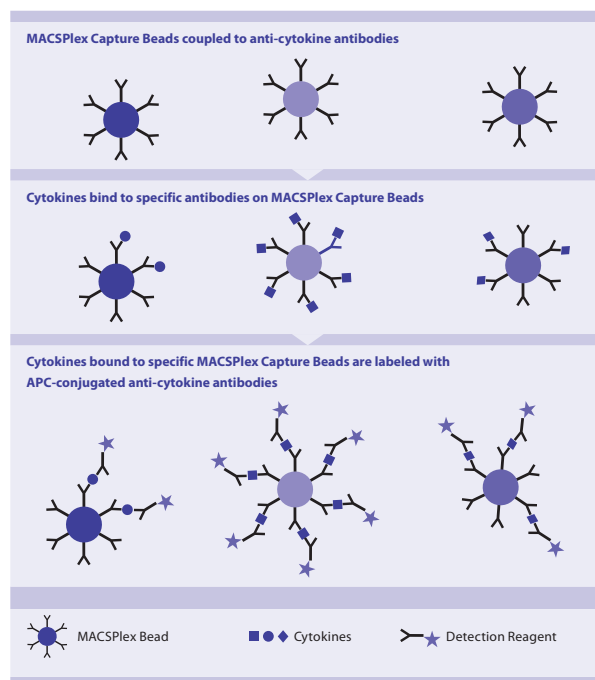 MACSPlex Capture Beads coupled to anti-cytokine antibodies
Cytokines bind to specific antibodies on MACSPlex Capture Beads
Cytokines bound to specific MACSPlex Capture Beads are labeled with
APC-conjugated anti-cytokine antibodies
MACSPlex Bead
Cytokines
Detection Reagent